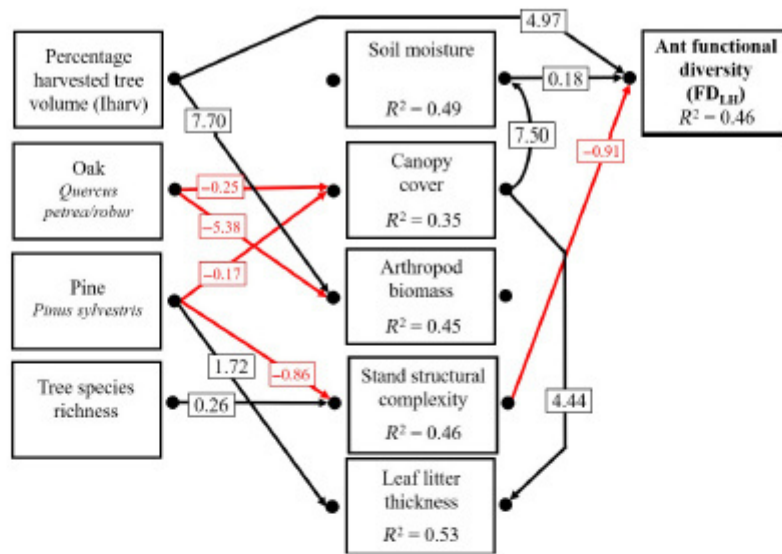 Percentage
harvested tree
volume (Iharv)
Oak
Quercus
petrea/robur
Pine
Pinus sylvestris
Tree species
richness
Soil moisture
R² = 0.49
Canopy
cover
R² = 0.35
Arthropod
biomass
R² = 0.45
Stand structural
complexity
R² = 0.46
Leaf litter
thickness
R² = 0.53
Ant functional
diversity
(FD_LH)
R² = 0.46
4.97
7.70
0.18
7.50
−0.91
−0.25
−5.38
−0.17
1.72
−0.86
0.26
4.44